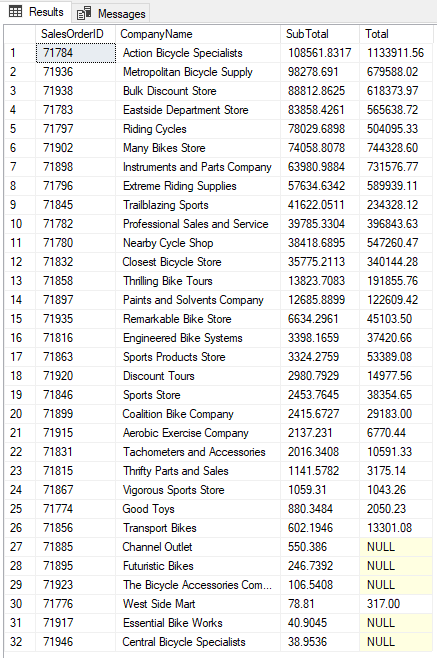 Results Messages
SalesOrderID CompanyName SubTotal Total
1 71784 Action Bicycle Specialists 108561.8317 1133911.56
2 71936 Metropolitan Bicycle Supply 98278.691 679588.02
3 71938 Bulk Discount Store 88812.8625 618373.97
4 71783 Eastside Department Store 83858.4261 565638.72
5 71797 Riding Cycles 78029.6898 504095.33
6 71902 Many Bikes Store 74058.8078 744328.60
7 71898 Instruments and Parts Company 63980.9884 731576.77
8 71796 Extreme Riding Supplies 57634.6342 589939.11
9 71845 Trailblazing Sports 41622.0511 234328.12
10 71782 Professional Sales and Service 39785.3304 396843.63
11 71780 Nearby Cycle Shop 38418.6895 547260.47
12 71832 Closest Bicycle Store 35775.2113 340144.28
13 71858 Thrilling Bike Tours 13823.7083 191855.76
14 71897 Paints and Solvents Company 12685.8899 122609.42
15 71935 Remarkable Bike Store 6634.2961 45103.50
16 71816 Engineered Bike Systems 3398.1659 37420.66
17 71863 Sports Products Store 3324.2759 53389.08
18 71920 Discount Tours 2980.7929 14977.56
19 71846 Sports Store 2453.7645 38354.65
20 71899 Coalition Bike Company 2415.6727 29183.00
21 71915 Aerobic Exercise Company 2137.231 6770.44
22 71831 Tachometers and Accessories 2016.3408 10591.33
23 71815 Thrifty Parts and Sales 1141.5782 3175.14
24 71867 Vigorous Sports Store 1059.31 1043.26
25 71774 Good Toys 880.3484 2050.23
26 71856 Transport Bikes 602.1946 13301.08
27 71885 Channel Outlet 550.386 NULL
28 71895 Futuristic Bikes 246.7392 NULL
29 71923 The Bicycle Accessories Com... 106.5408 NULL
30 71776 West Side Mart 78.81 317.00
31 71917 Essential Bike Works 40.9045 NULL
32 71946 Central Bicycle Specialists 38.9536 NULL